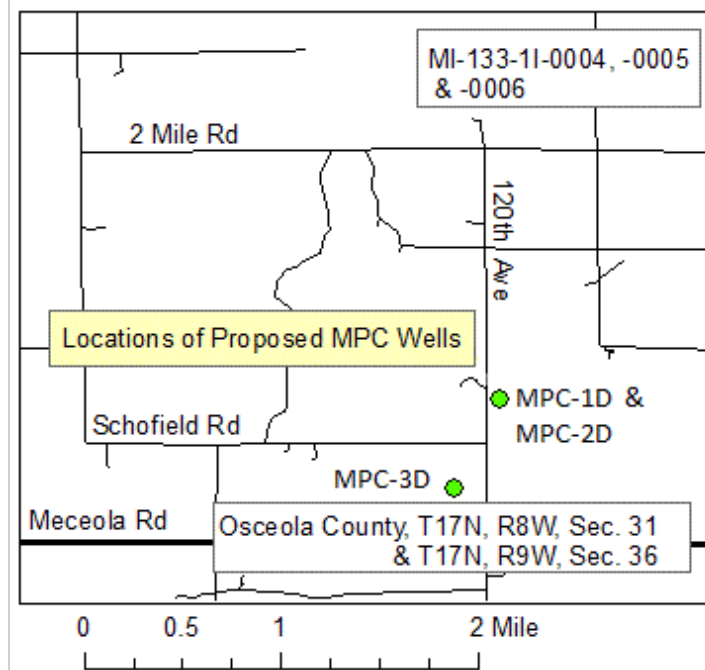 MI-133-1I-0004, -0005
& -0006
2 Mile Rd
120th Ave
Locations of Proposed MPC Wells
MPC-1D &
MPC-2D
Schofield Rd
MPC-3D
Meceola Rd
Osceola County, T17N, R8W, Sec. 31
& T17N, R9W, Sec. 36
0 0.5 1 2 Mile